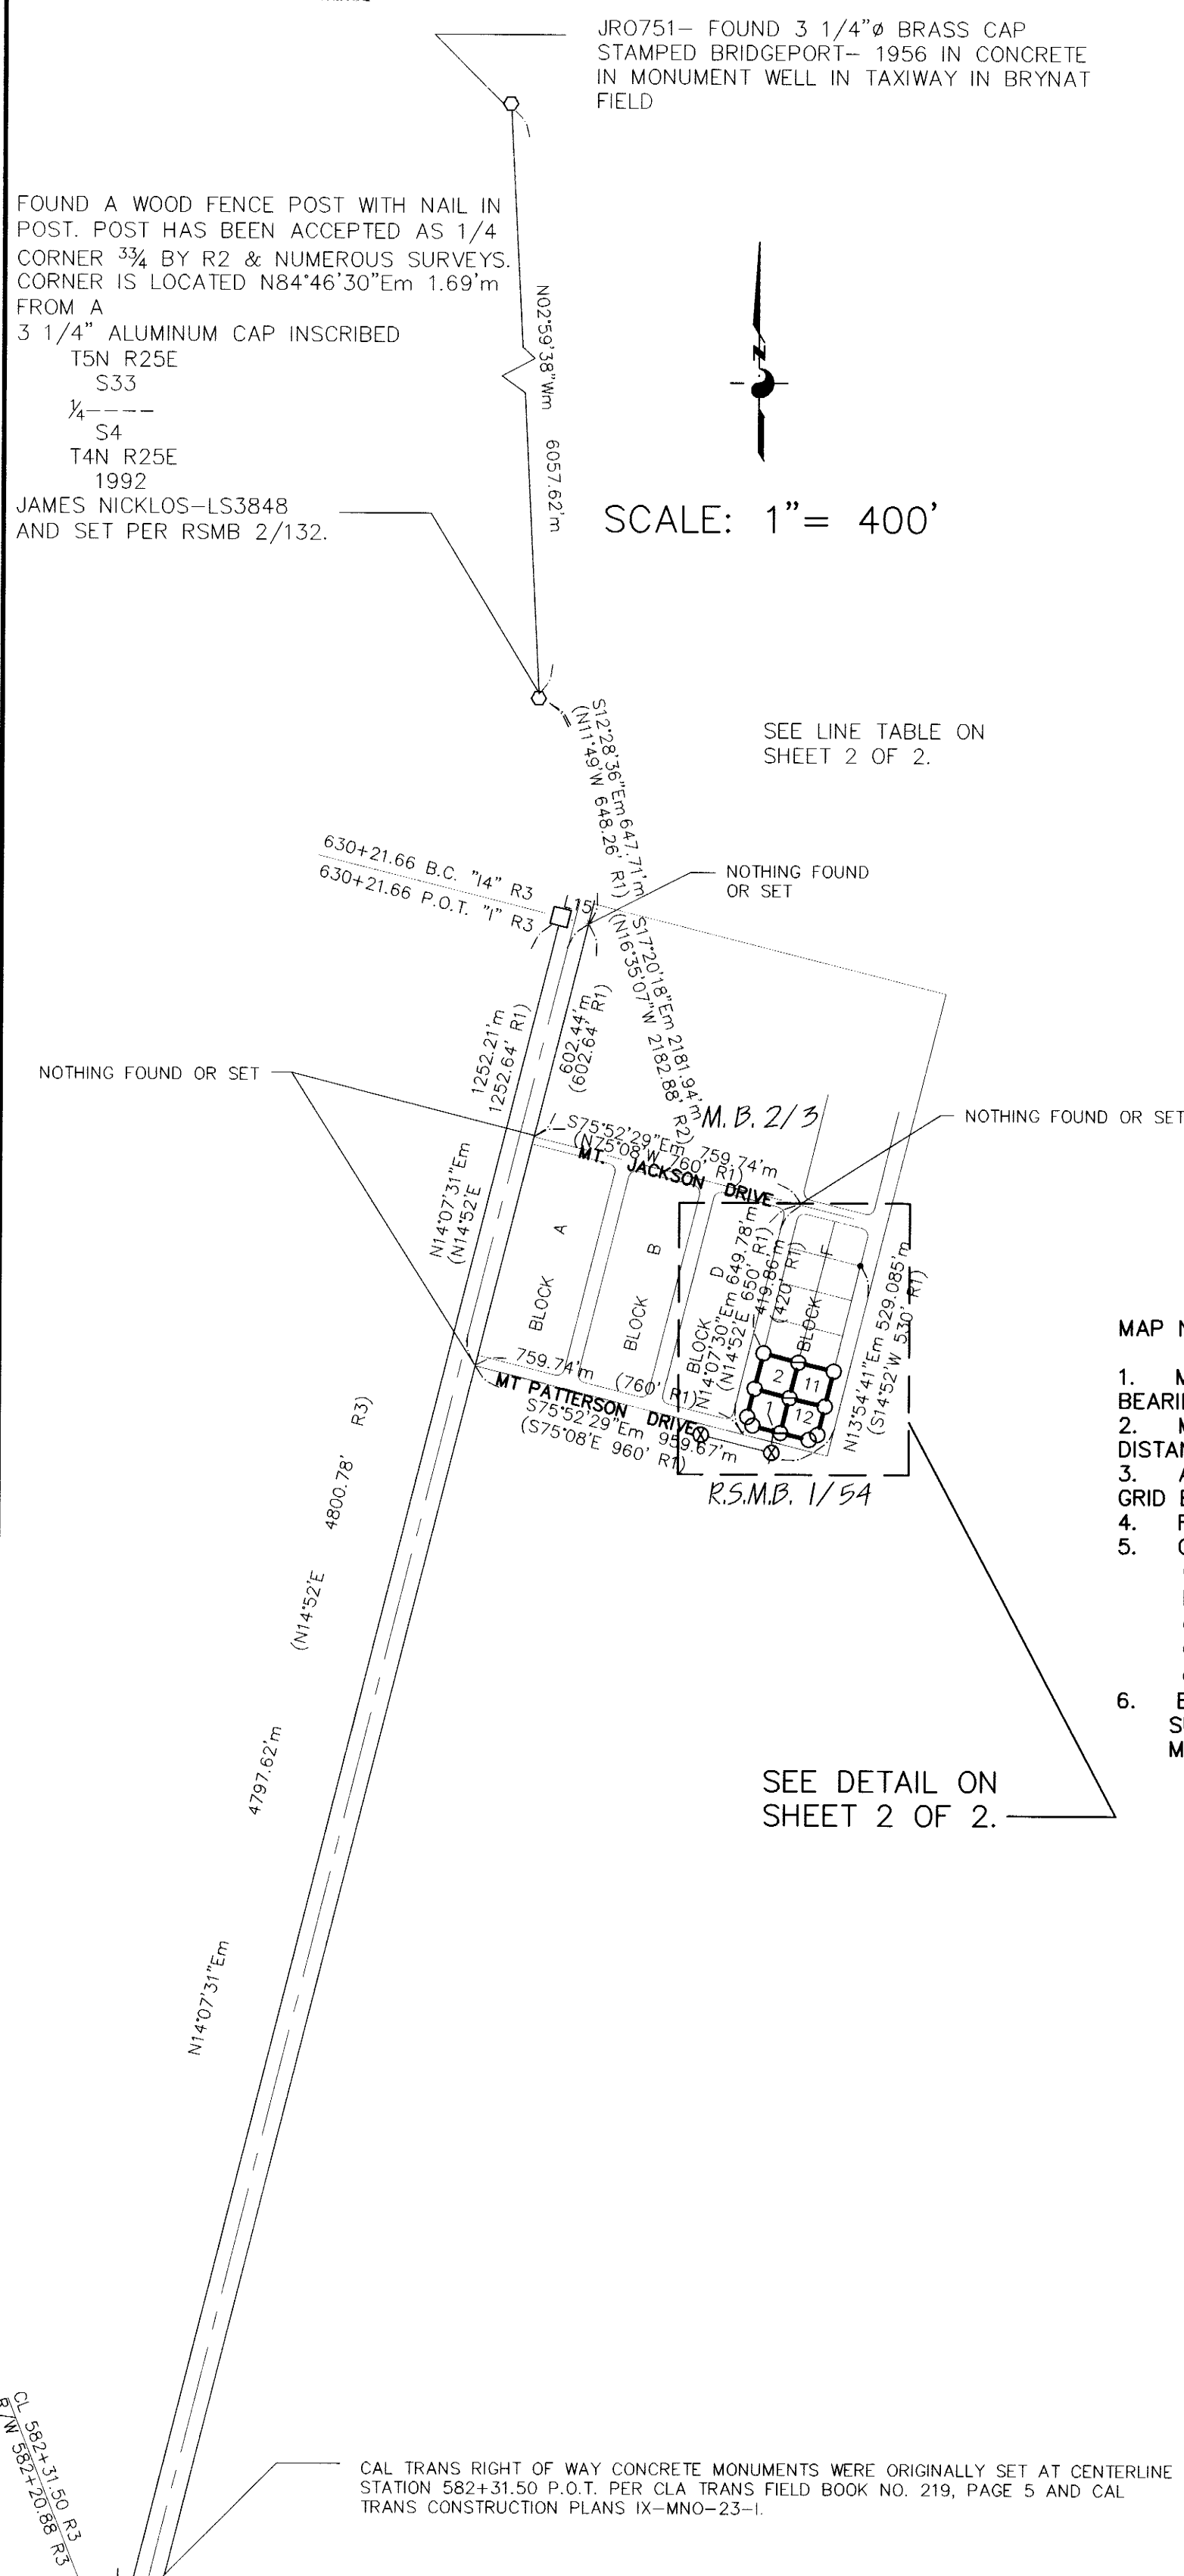 JR0751– FOUND 3 1/4"ø BRASS CAP
STAMPED BRIDGEPORT– 1956 IN CONCRETE
IN MONUMENT WELL IN TAXIWAY IN BRYNAT
FIELD
FOUND A WOOD FENCE POST WITH NAIL IN
POST. POST HAS BEEN ACCEPTED AS 1/4
CORNER 33/4 BY R2 & NUMEROUS SURVEYS.
CORNER IS LOCATED N84°46'30"Em 1.69'm
FROM A
3 1/4" ALUMINUM CAP INSCRIBED
T5N R25E
S33
1/4----
S4
T4N R25E
1992
JAMES NICKLOS–LS3848
AND SET PER RSMB 2/132.
N02°59'38"Wm 6057.62'm
N
SCALE: 1"= 400'
SEE LINE TABLE ON
SHEET 2 OF 2.
S12°28'36"Em 647.71'm
(N11°49'W 648.26' R1)
630+21.66 B.C. "14" R3
630+21.66 P.O.T. "1" R3
15'
NOTHING FOUND
OR SET
S17°20'18"Em 2181.94'm
(N16°35'07"W 2182.88' R2)
1252.21'm
1252.64' R1)
602.44'm
(602.64' R1)
NOTHING FOUND OR SET
M.B. 2/3
NOTHING FOUND OR SET
S75°52'29"Em 759.74'm
(N75°08'W 760' R1)
MT. JACKSON DRIVE
N14°07'31"Em
(N14°52'E
BLOCK A
BLOCK B
BLOCK D
N14°07'30"Em 649.78'm
(N14°52'E 650' R1)
419.86'm
(420' R1)
BLOCK F
N13°54'41"Em 529.085'm
(S14°52'W 530' R1)
2
11
1
12
759.74'm (760' R1)
MT PATTERSON DRIVE
S75°52'29"Em 959.67'm
(S75°08'E 960' R1)
R.S.M.B. 1/54
MAP
1.
BEARI
2.
DISTAN
3.
GRID
4.
5.
6.
(N14°52'E 4800.78' R3)
4797.62'm
N14°07'31"Em
SEE DETAIL ON
SHEET 2 OF 2.
CL 582+31.50 R3
R/W 582+20.88 R3
CAL TRANS RIGHT OF WAY CONCRETE MONUMENTS WERE ORIGINALLY SET AT CENTERLINE
STATION 582+31.50 P.O.T. PER CLA TRANS FIELD BOOK NO. 219, PAGE 5 AND CAL
TRANS CONSTRUCTION PLANS IX–MNO–23–I.